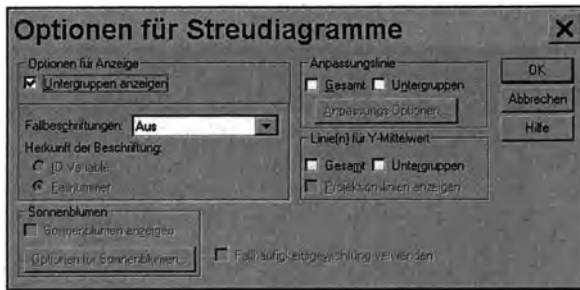 Optionen für Streudiagramme
Optionen für Anzeige
Untergruppen anzeigen
Fallbeschriftungen: Aus
Herkunft der Beschriftung:
ID Variable
Fallnummer
Sonnenblumen
Sonnenblumen anzeigen
Optionen für Sonnenblumen...
Anpassungslinie
Gesamt Untergruppen
Anpassungs-Optionen...
Linie(n) für Y-Mittelwert
Gesamt Untergruppen
Projektionslinien anzeigen
Fallhäufigkeitsgewichtung verwenden
OK
Abbrechen
Hilfe